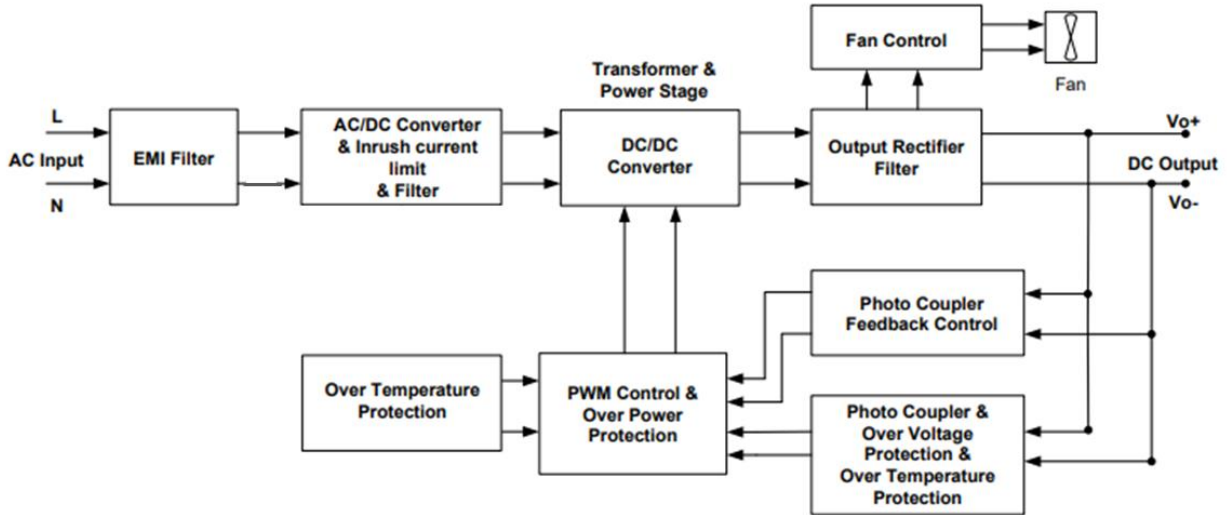 Fan Control
Fan
Transformer &
Power Stage
L
AC Input
N
EMI Filter
AC/DC Converter
& Inrush current
limit
& Filter
DC/DC
Converter
Output Rectifier
Filter
Vo+
DC Output
Vo-
Photo Coupler
Feedback Control
Over Temperature
Protection
PWM Control &
Over Power
Protection
Photo Coupler &
Over Voltage
Protection &
Over Temperature
Protection